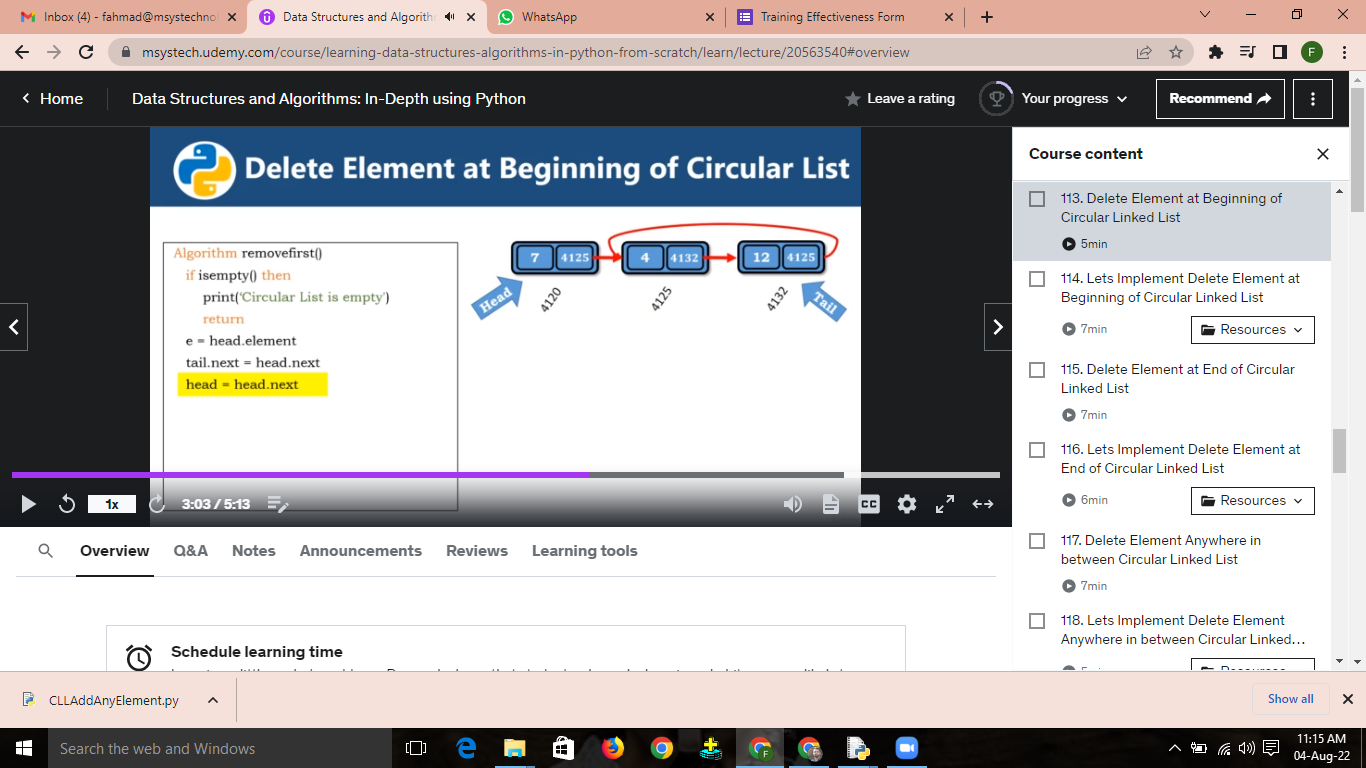 Inbox (4) - fahmad@msystechno
Data Structures and Algorith
WhatsApp
Training Effectiveness Form
msystech.udemy.com/course/learning-data-structures-algorithms-in-python-from-scratch/learn/lecture/20563540#overview
F
Home
Data Structures and Algorithms: In-Depth using Python
Leave a rating
Your progress
Recommend
Delete Element at Beginning of Circular List
Algorithm removefirst()
if isempty() then
print('Circular List is empty')
return
e = head.element
tail.next = head.next
head = head.next
7 4125 4 4132 12 4125
Head 4120 4125 4132 Tail
1x
3:03 / 5:13
CC
Course content
113. Delete Element at Beginning of
Circular Linked List
5min
114. Lets Implement Delete Element at
Beginning of Circular Linked List
7min
Resources
115. Delete Element at End of Circular
Linked List
7min
116. Lets Implement Delete Element at
End of Circular Linked List
6min
Resources
117. Delete Element Anywhere in
between Circular Linked List
7min
118. Lets Implement Delete Element
Anywhere in between Circular Linked...
Overview Q&A Notes Announcements Reviews Learning tools
Schedule learning time
CLLAddAnyElement.py
Show all
Search the web and Windows
F
11:15 AM
04-Aug-22